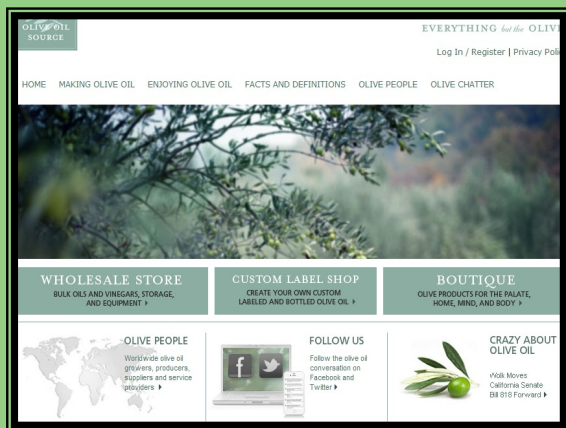 OLIVE OIL
SOURCE
EVERYTHING but the OLIVE
Log In / Register | Privacy Poli
HOME MAKING OLIVE OIL ENJOYING OLIVE OIL FACTS AND DEFINITIONS OLIVE PEOPLE OLIVE CHATTER
WHOLESALE STORE
BULK OILS AND VINEGARS, STORAGE,
AND EQUIPMENT
CUSTOM LABEL SHOP
CREATE YOUR OWN CUSTOM
LABELED AND BOTTLED OLIVE OIL
BOUTIQUE
OLIVE PRODUCTS FOR THE PALATE,
HOME, MIND, AND BODY
OLIVE PEOPLE
Worldwide olive oil
growers, producers,
suppliers and service
providers
FOLLOW US
Follow the olive oil
conversation on
Facebook and
Twitter
CRAZY ABOUT
OLIVE OIL
Wolk Moves
California Senate
Bill 818 Forward